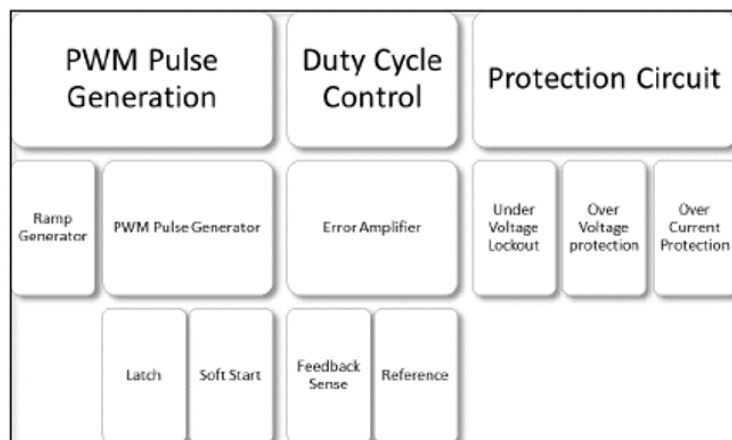 PWM Pulse
Generation
Duty Cycle
Control
Protection Circuit
Ramp
Generator
PWM Pulse Generator
Error Amplifier
Under
Voltage
Lockout
Over
Voltage
protection
Over
Current
Protection
Latch
Soft Start
Feedback
Sense
Reference